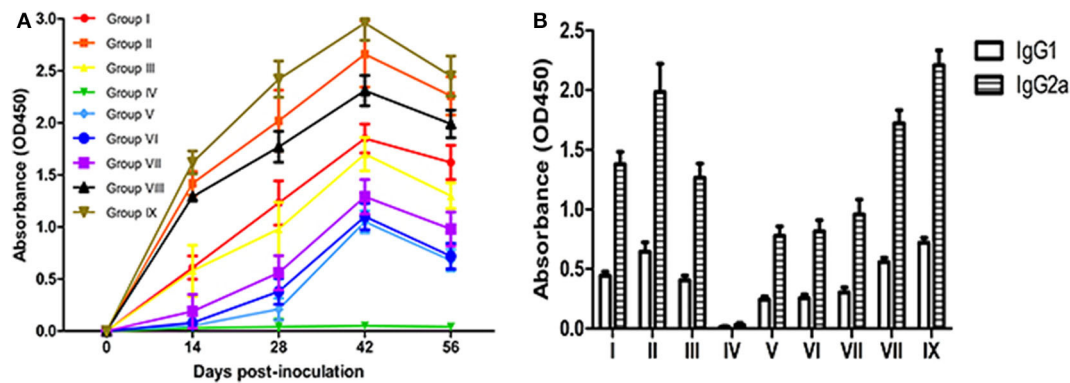 A
Absorbance (OD450)
3.0
2.5
2.0
1.5
1.0
0.5
0.0
Group I
Group II
Group III
Group IV
Group V
Group VI
Group VII
Group VIII
Group IX
0 14 28 42 56
Days post-inoculation
B
Absorbance (OD450)
2.5
2.0
1.5
1.0
0.5
0.0
I II III IV V VI VII VII IX
IgG1
IgG2a